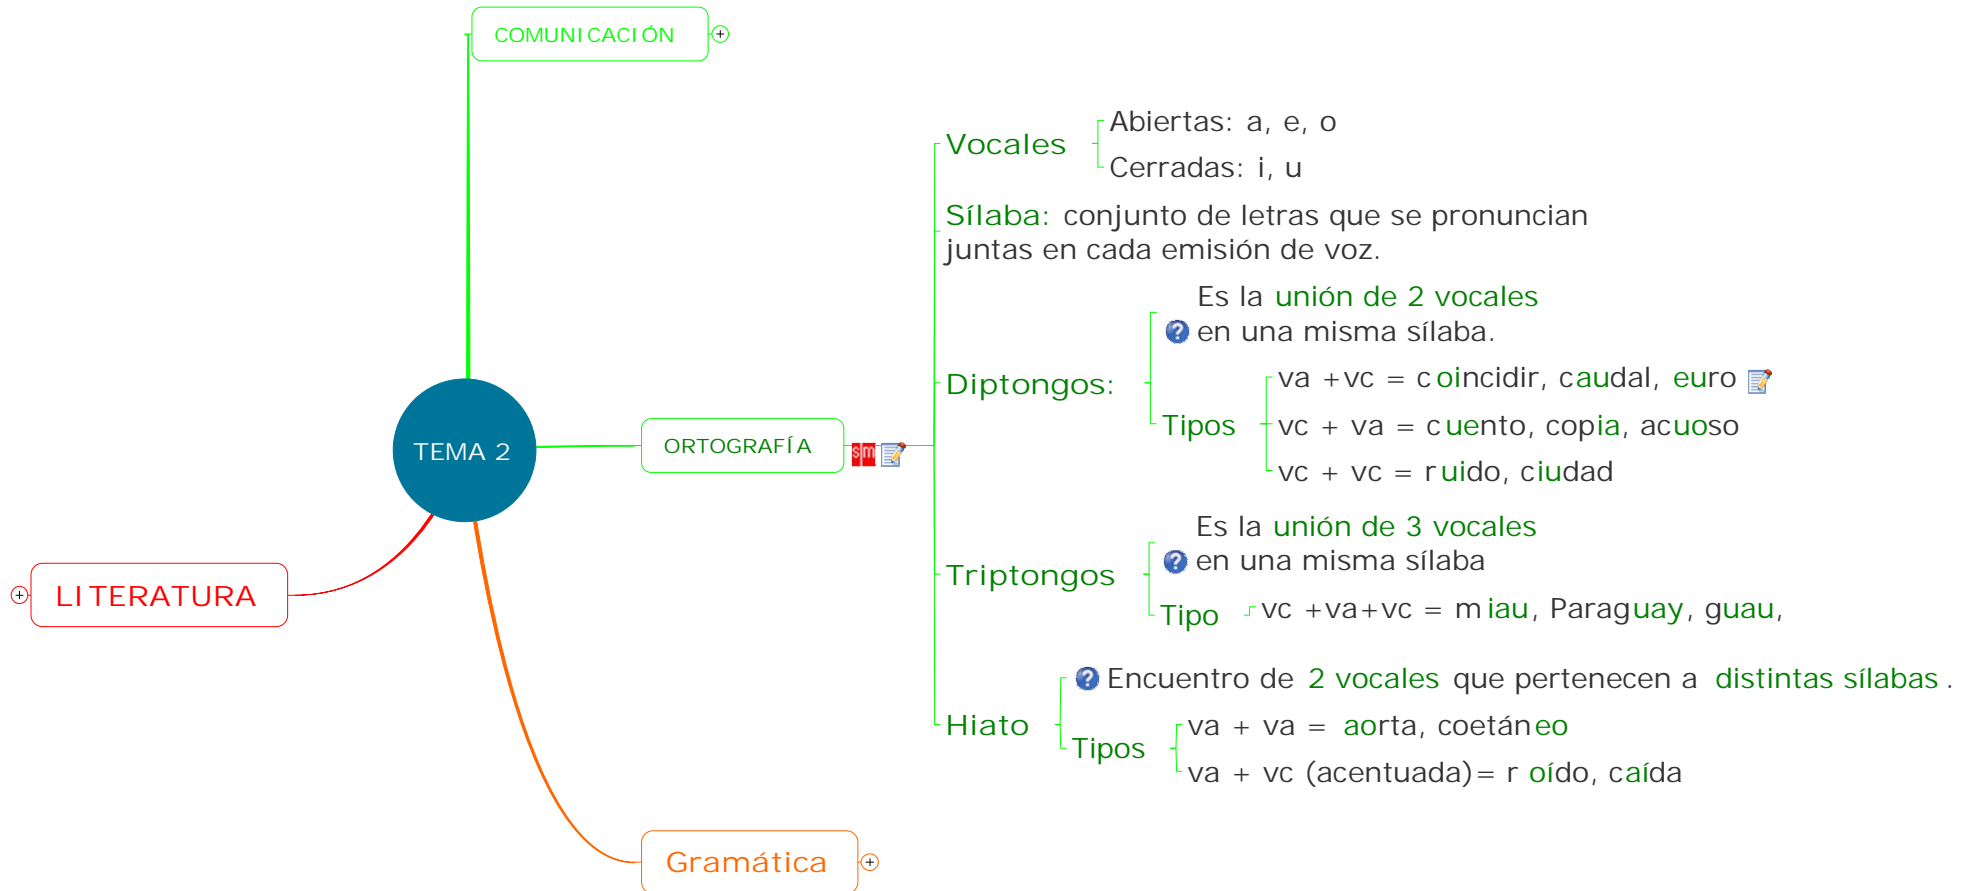 COMUNICACIÓN
Vocales
Abiertas: a, e, o
Cerradas: i, u
Sílaba: conjunto de letras que se pronuncian
juntas en cada emisión de voz.
Diptongos:
Es la unión de 2 vocales
en una misma sílaba.
Tipos
va +vc = coincidir, caudal, euro
vc + va = cuento, copia, acuoso
vc + vc = ruido, ciudad
TEMA 2
ORTOGRAFÍA
sm
Triptongos
Es la unión de 3 vocales
en una misma sílaba
Tipo
vc +va+vc = miau, Paraguay, guau,
LITERATURA
Hiato
Encuentro de 2 vocales que pertenecen a distintas sílabas.
Tipos
va + va = aorta, coetáneo
va + vc (acentuada)= roído, caída
Gramática